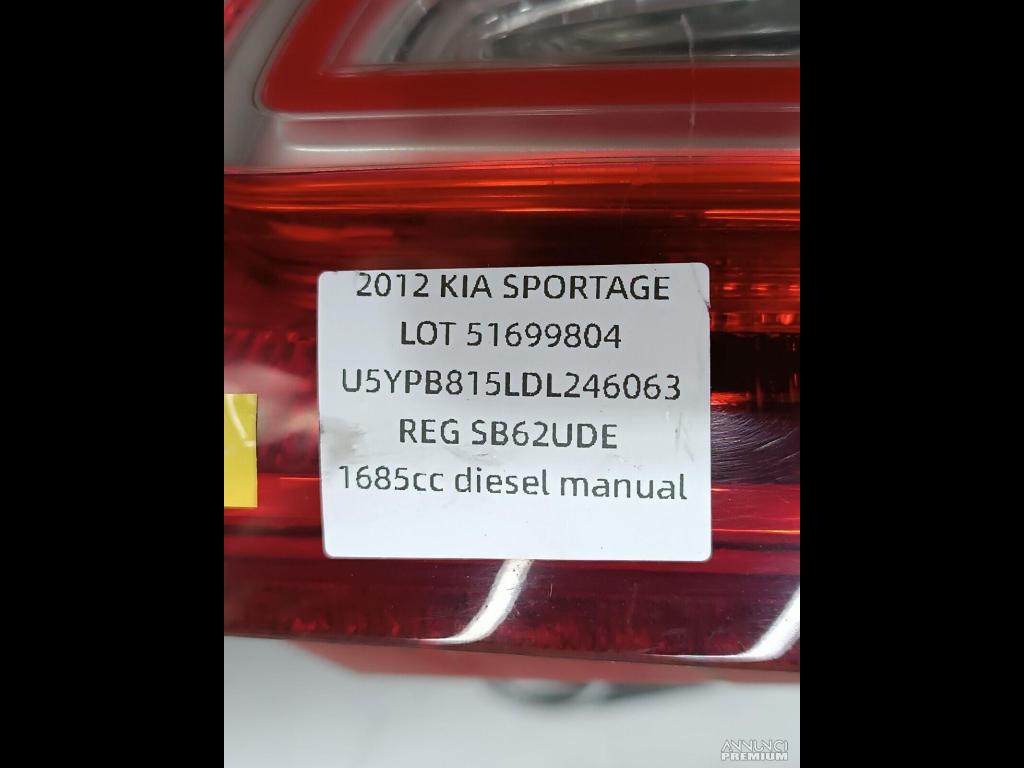 2012 KIA SPORTAGE
LOT 51699804
U5YPB815LDL246063
REG SB62UDE
1685cc diesel manual
ANNUNCI
PREMIUM